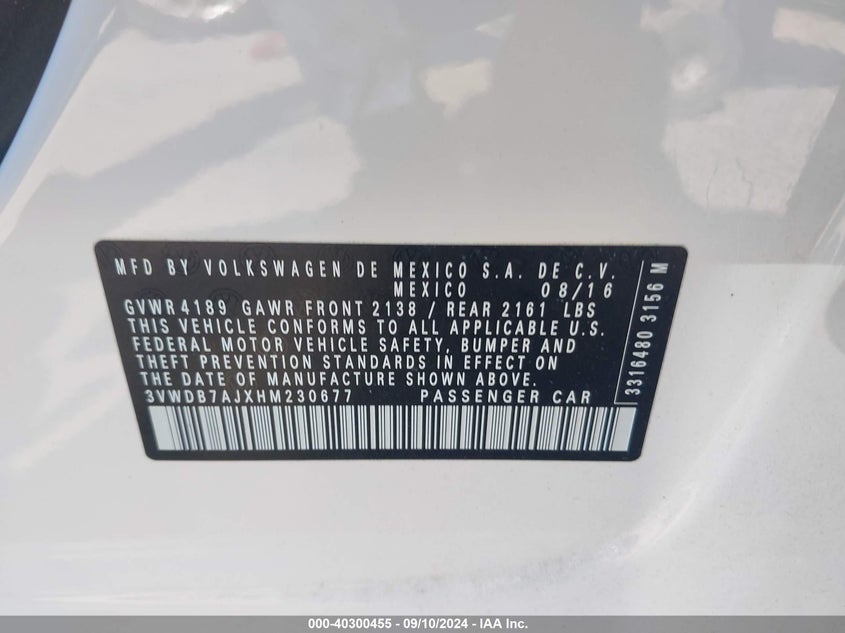 MFD BY VOLKSWAGEN DE MEXICO S.A. DE C.V.
MEXICO 08/16
GVWR 4189 GAWR FRONT 2138 / REAR 2161 LBS
THIS VEHICLE CONFORMS TO ALL APPLICABLE U.S.
FEDERAL MOTOR VEHICLE SAFETY, BUMPER AND
THEFT PREVENTION STANDARDS IN EFFECT ON
THE DATE OF MANUFACTURE SHOWN ABOVE.
3VWDB7AJXHM230677 PASSENGER CAR
3316480 3156 M
000-40300455 - 09/10/2024 - IAA Inc.